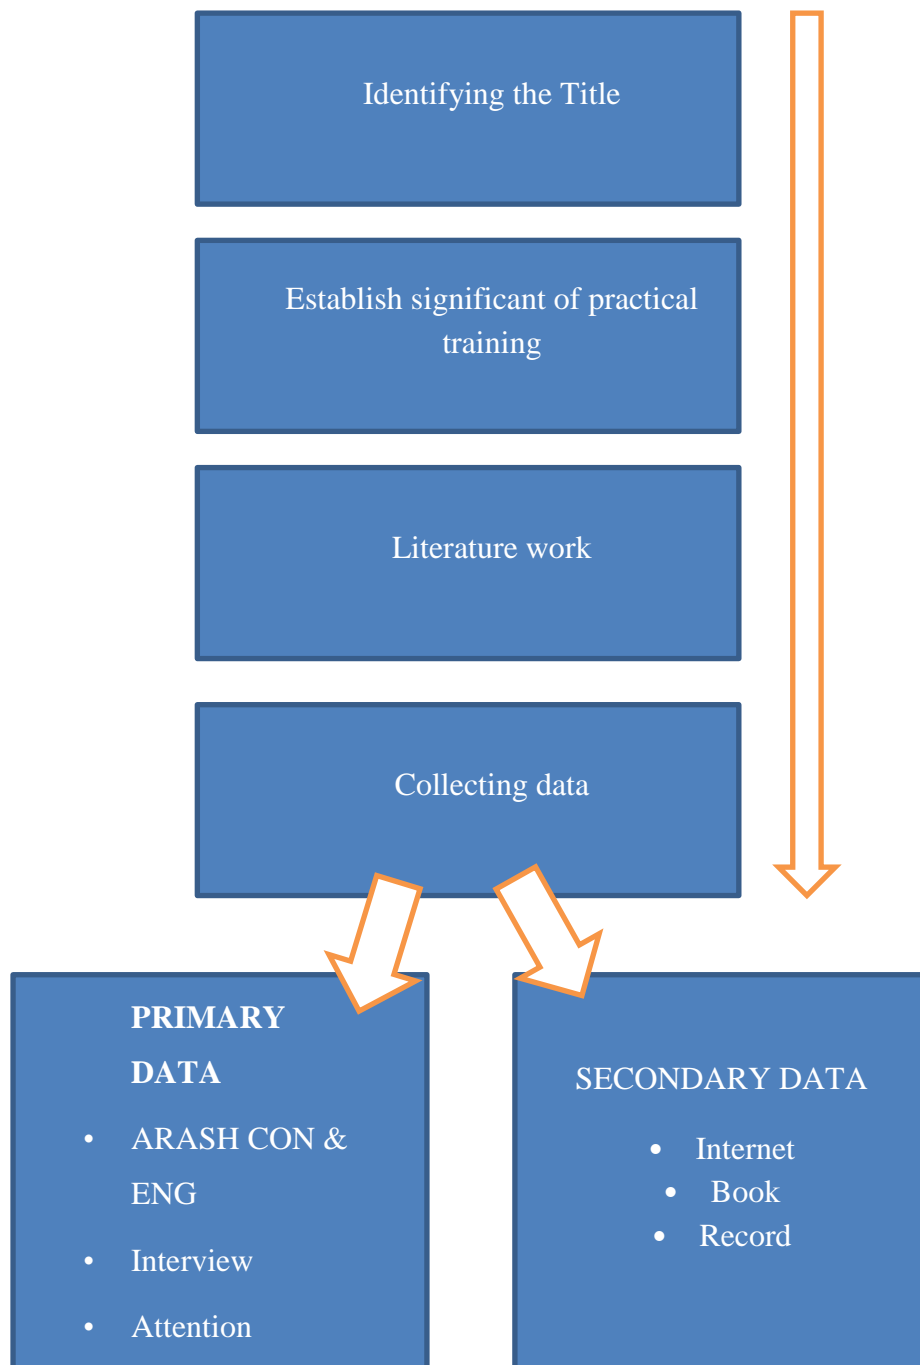 Identifying the Title
Establish significant of practical
training
Literature work
Collecting data
PRIMARY
DATA
• ARASH CON &
ENG
• Interview
• Attention
SECONDARY DATA
• Internet
• Book
• Record